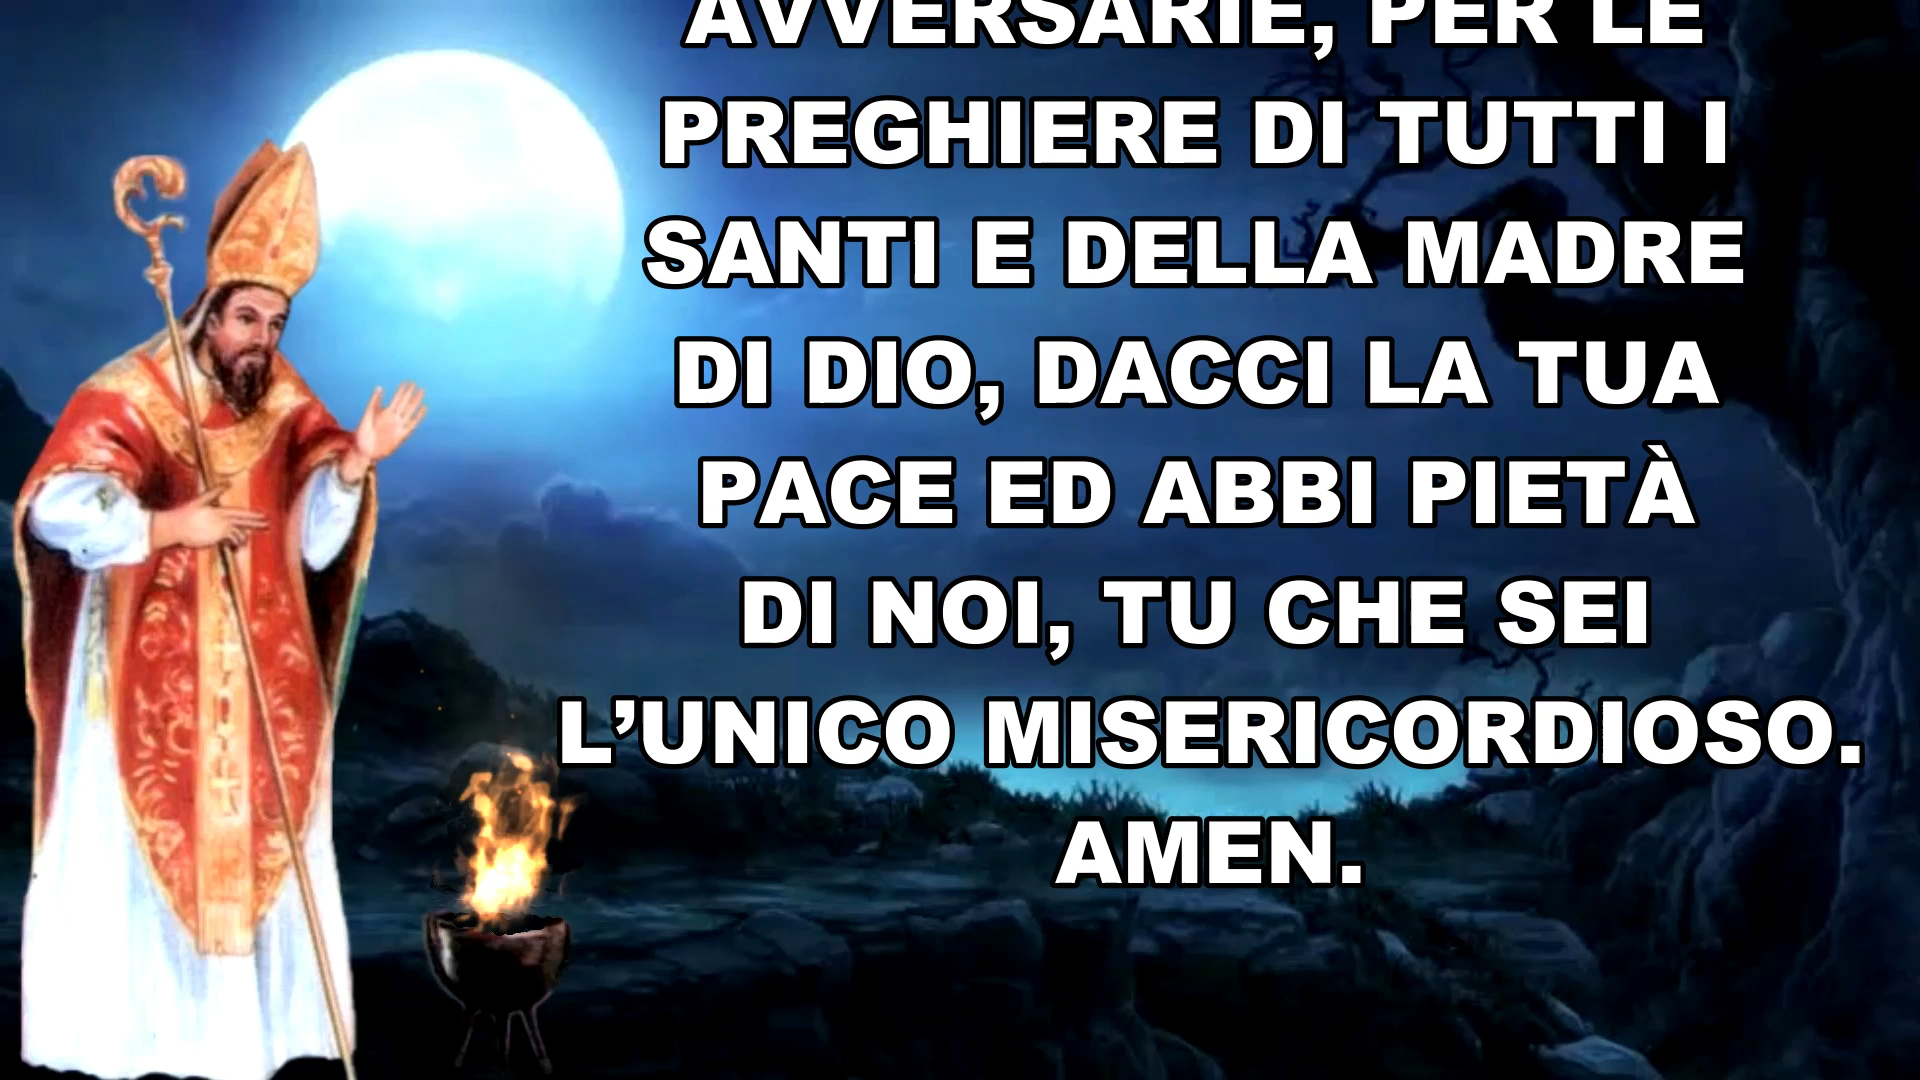 AVVERSARIE, PER LE
PREGHIERE DI TUTTI I
SANTI E DELLA MADRE
DI DIO, DACCI LA TUA
PACE ED ABBI PIETÀ
DI NOI, TU CHE SEI
L’UNICO MISERICORDIOSO.
AMEN.